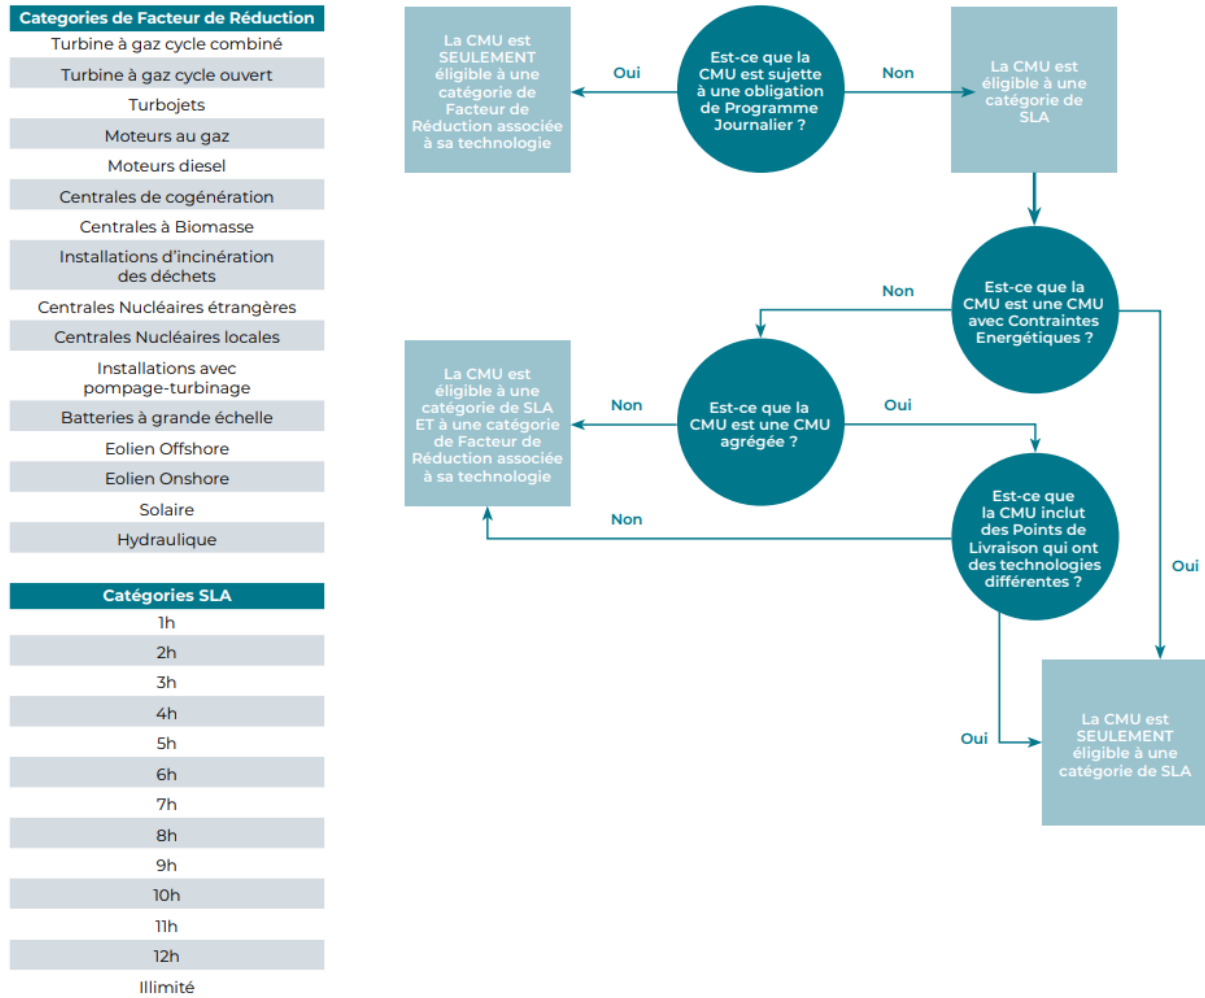 Categories de Facteur de Réduction
Turbine à gaz cycle combiné
Turbine à gaz cycle ouvert
Turbojets
Moteurs au gaz
Moteurs diesel
Centrales de cogénération
Centrales à Biomasse
Installations d'incinération
des déchets
Centrales Nucléaires étrangères
Centrales Nucléaires locales
Installations avec
pompage-turbinage
Batteries à grande échelle
Eolien Offshore
Eolien Onshore
Solaire
Hydraulique
Catégories SLA
1h
2h
3h
4h
5h
6h
7h
8h
9h
10h
11h
12h
Illimité
La CMU est
SEULEMENT
éligible à une
catégorie de
Facteur de
Réduction associée
à sa technologie
Oui
Est-ce que la
CMU est sujette
à une obligation
de Programme
Journalier ?
Non
La CMU est
éligible à une
catégorie de
SLA
Est-ce que la
CMU est une CMU
avec Contraintes
Energétiques ?
Non
La CMU est
éligible à une
catégorie de SLA
ET à une catégorie
de Facteur de
Réduction associée
à sa technologie
Non
Est-ce que la
CMU est une CMU
agrégée ?
Oui
Est-ce que
la CMU inclut
des Points de
Livraison qui ont
des technologies
différentes ?
Non
Oui
Oui
La CMU est
SEULEMENT
éligible à une
catégorie de SLA